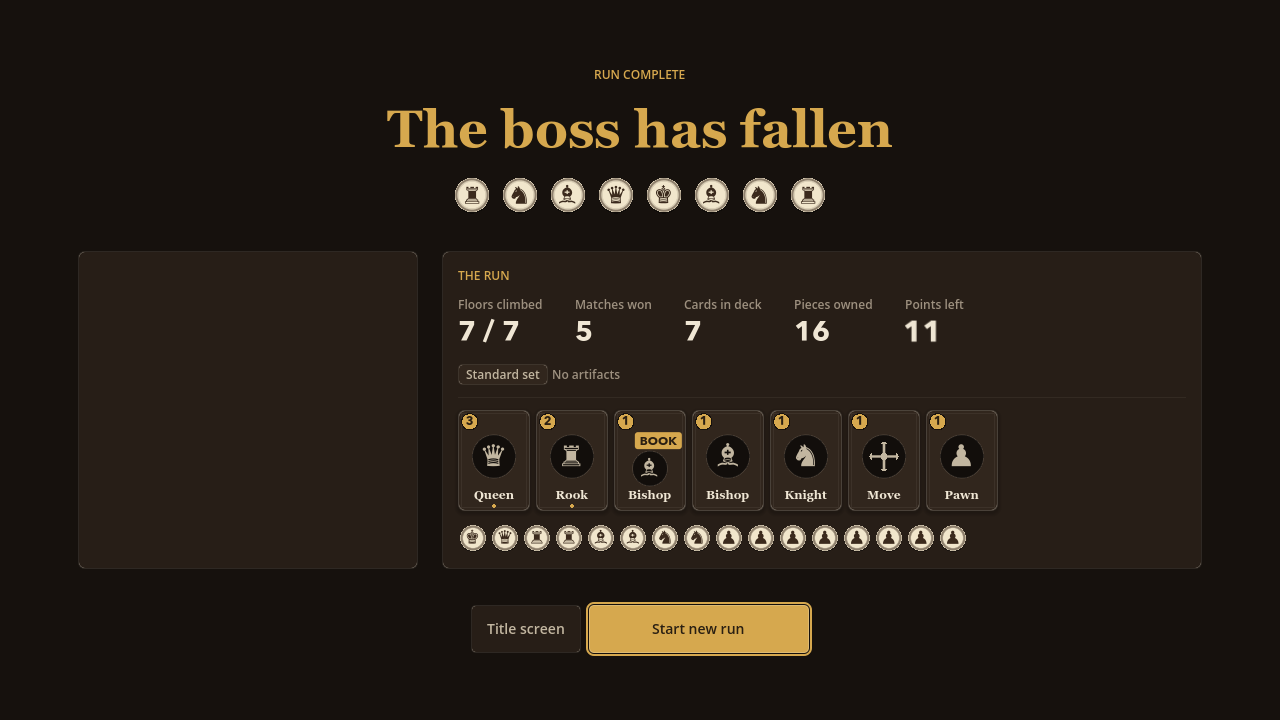 RUN COMPLETE
The boss has fallen
THE RUN
Floors climbed Matches won Cards in deck Pieces owned Points left
7 / 7 5 7 16 11
Standard set No artifacts
3 2 1 1 1 1 1
BOOK
Queen Rook Bishop Bishop Knight Move Pawn
Title screen Start new run